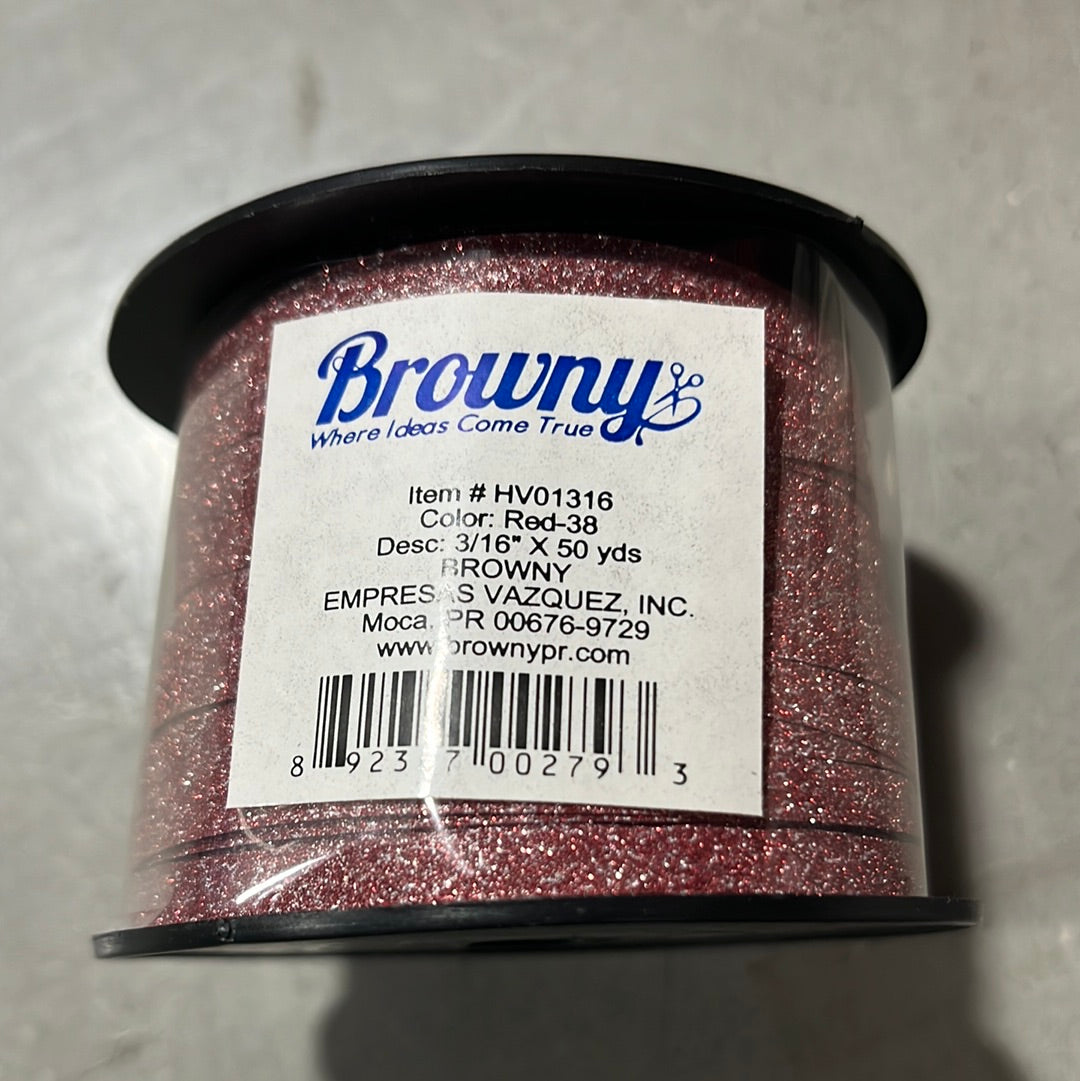 Browny
Where Ideas Come True
Item # HV01316
Color: Red-38
Desc: 3/16" X 50 yds
BROWNY
EMPRESAS VAZQUEZ, INC.
Moca, PR 00676-9729
www.brownypr.com
8 00279 3